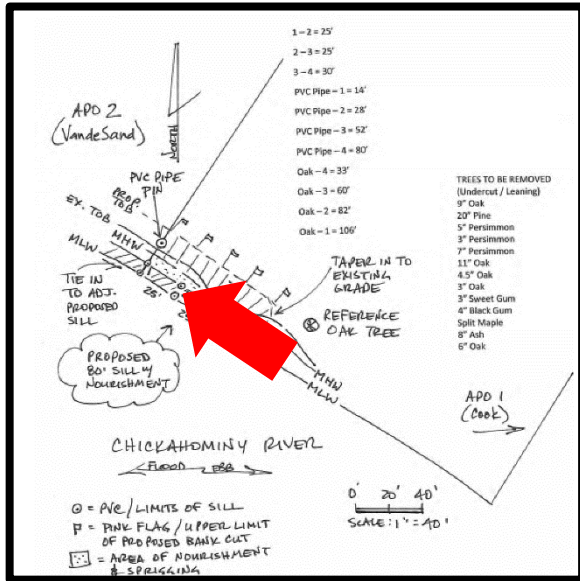 1 – 2 = 25'
2 – 3 = 25'
3 – 4 = 30'
PVC Pipe – 1 = 14'
PVC Pipe – 2 = 28'
PVC Pipe – 3 = 52'
PVC Pipe – 4 = 80'
Oak – 4 = 33'
Oak – 3 = 60'
Oak – 2 = 82'
Oak – 1 = 106'
APO 2
(VandeSand)
NORTH
PVC PIPE
PIN
PROP.
TOB
EX. TOB
MHW
MLW
TIE IN
TO ADJ.
PROPOSED
SILL
25'
PROPOSED
80' SILL W/
NOURISHMENT
TAPER IN TO
EXISTING
GRADE
REFERENCE
OAK TREE
MHW
MLW
TREES TO BE REMOVED
(Undercut / Leaning)
9" Oak
20" Pine
5" Persimmon
3" Persimmon
7" Persimmon
11" Oak
4.5" Oak
3" Oak
3" Sweet Gum
4" Black Gum
Split Maple
8" Ash
6" Oak
APO 1
(COOK)
CHICKAHOMINY RIVER
FLOOD EBB
= PVC/LIMITS OF SILL
= PINK FLAG/UPPER LIMIT
OF PROPOSED BANK CUT
= AREA OF NOURISHMENT
& SPRIGGING
0' 20' 40'
SCALE: 1" = 40'